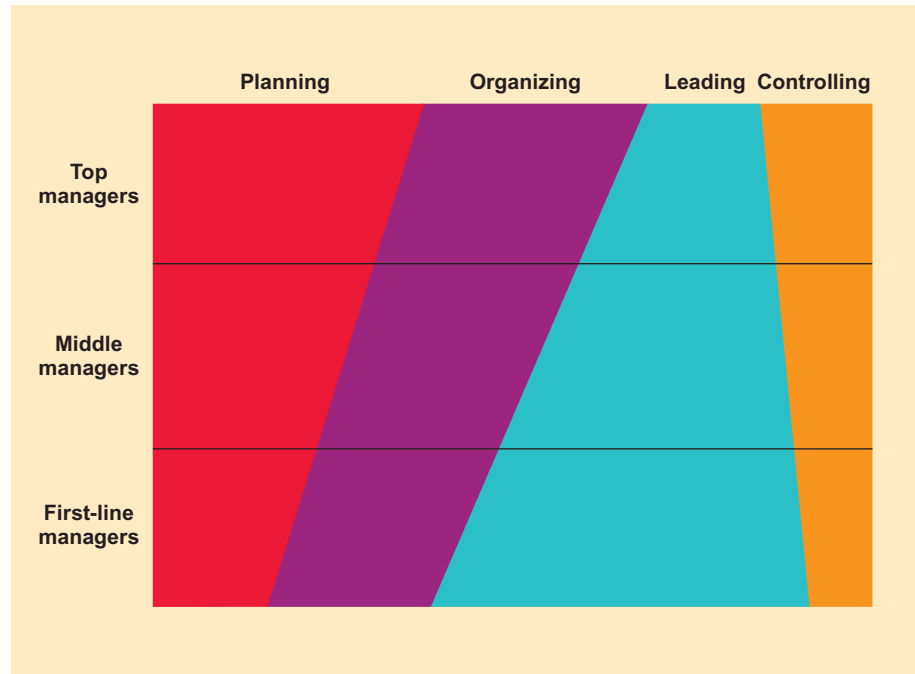 Planning Organizing Leading Controlling
Top
managers
Middle
managers
First-line
managers